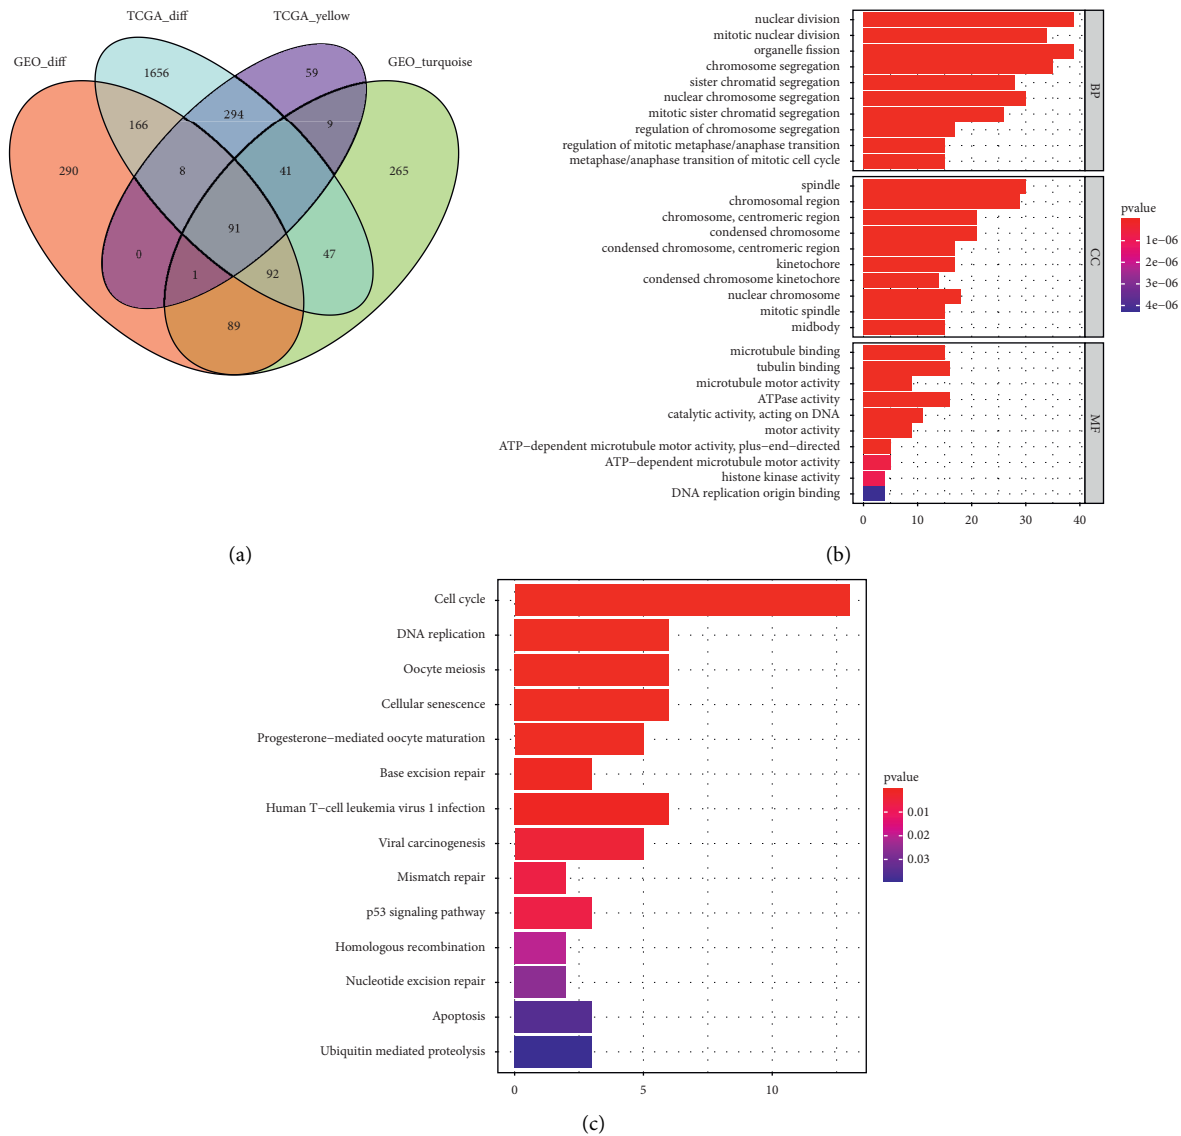 TCGA_diff
TCGA_yellow
GEO_diff
GEO_turquoise
1656
59
166
294
9
290
8
41
265
91
0
1
92
47
89
(a)
nuclear division
mitotic nuclear division
organelle fission
chromosome segregation
sister chromatid segregation
nuclear chromosome segregation
mitotic sister chromatid segregation
regulation of chromosome segregation
regulation of mitotic metaphase/anaphase transition
metaphase/anaphase transition of mitotic cell cycle
BP
spindle
chromosomal region
chromosome, centromeric region
condensed chromosome
condensed chromosome, centromeric region
kinetochore
condensed chromosome kinetochore
nuclear chromosome
mitotic spindle
midbody
CC
microtubule binding
tubulin binding
microtubule motor activity
ATPase activity
catalytic activity, acting on DNA
motor activity
ATP−dependent microtubule motor activity, plus−end−directed
ATP−dependent microtubule motor activity
histone kinase activity
DNA replication origin binding
MF
0 10 20 30 40
pvalue
1e−06
2e−06
3e−06
4e−06
(b)
Cell cycle
DNA replication
Oocyte meiosis
Cellular senescence
Progesterone−mediated oocyte maturation
Base excision repair
Human T−cell leukemia virus 1 infection
Viral carcinogenesis
Mismatch repair
p53 signaling pathway
Homologous recombination
Nucleotide excision repair
Apoptosis
Ubiquitin mediated proteolysis
0 5 10
pvalue
0.01
0.02
0.03
(c)